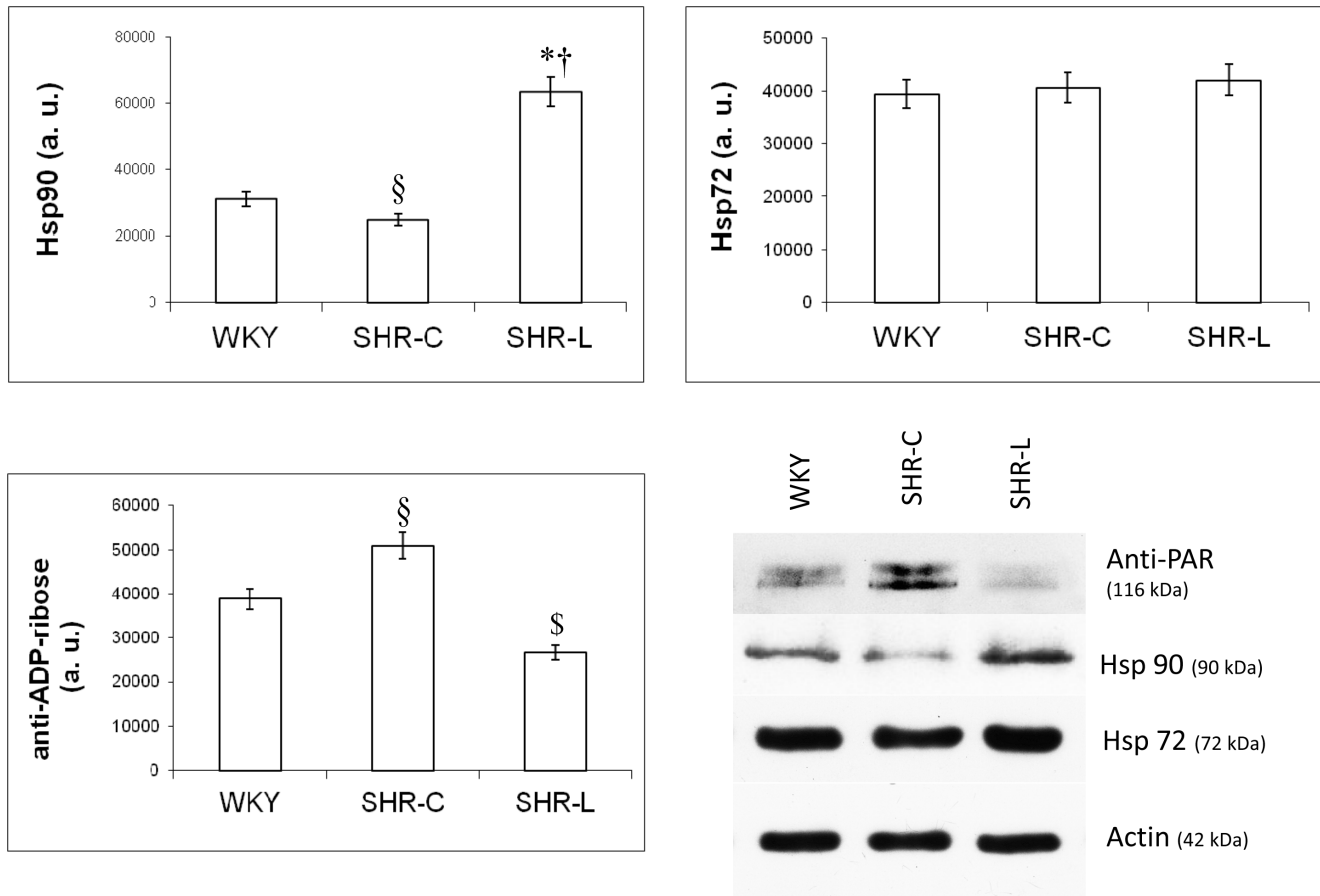 Hsp90 (a. u.)
80000
60000
40000
20000
0
*†
§
WKY SHR-C SHR-L
Hsp72 (a. u.)
50000
40000
30000
20000
10000
0
WKY SHR-C SHR-L
anti-ADP-ribose
(a. u.)
60000
50000
40000
30000
20000
10000
0
§
$
WKY SHR-C SHR-L
WKY SHR-C SHR-L
Anti-PAR
(116 kDa)
Hsp 90 (90 kDa)
Hsp 72 (72 kDa)
Actin (42 kDa)